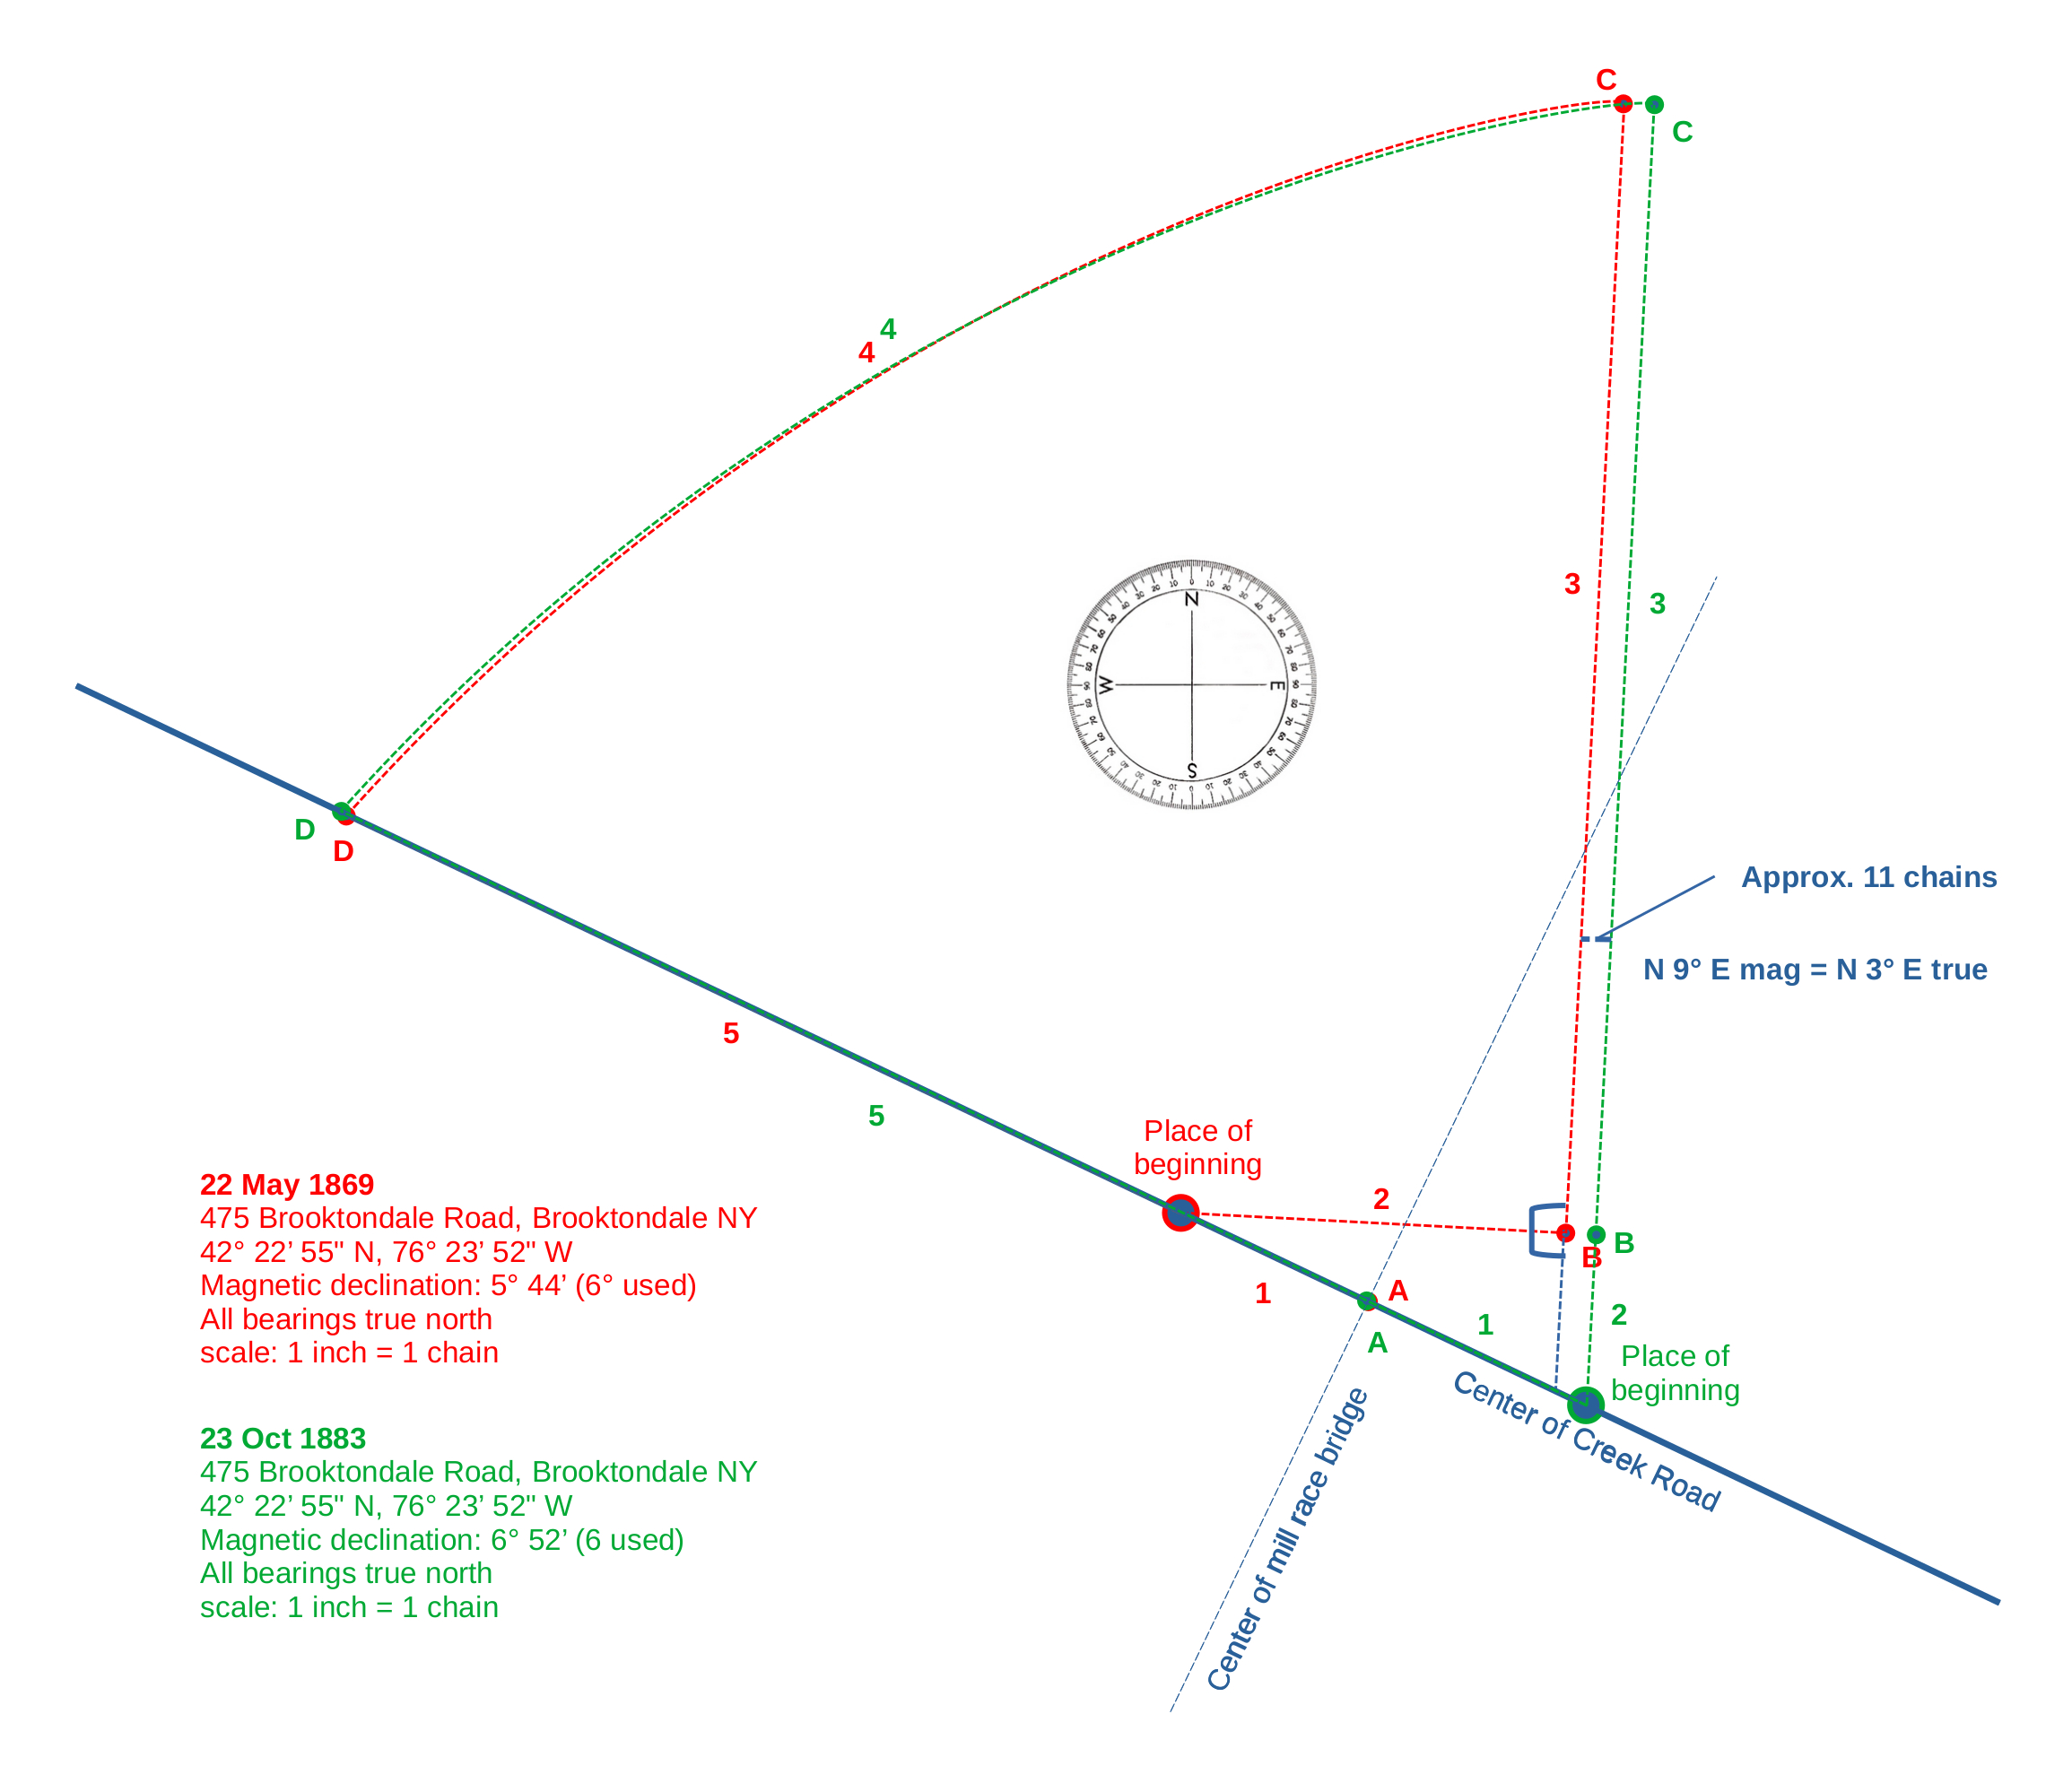 C
C
4
4
N
W
E
S
3
3
D
D
Approx. 11 chains
N 9° E mag = N 3° E true
5
5
Place of
beginning
2
B
B
1
A
A
1
2
Place of
beginning
Center of Creek Road
Center of mill race bridge
22 May 1869
475 Brooktondale Road, Brooktondale NY
42° 22’ 55" N, 76° 23’ 52" W
Magnetic declination: 5° 44’ (6° used)
All bearings true north
scale: 1 inch = 1 chain
23 Oct 1883
475 Brooktondale Road, Brooktondale NY
42° 22’ 55" N, 76° 23’ 52" W
Magnetic declination: 6° 52’ (6 used)
All bearings true north
scale: 1 inch = 1 chain